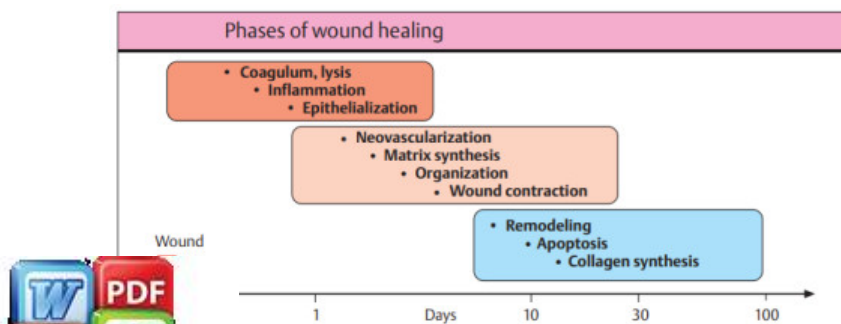 Phases of wound healing
• Coagulum, lysis
• Inflammation
• Epithelialization
• Neovascularization
• Matrix synthesis
• Organization
• Wound contraction
• Remodeling
• Apoptosis
• Collagen synthesis
Wound
W PDF
1 Days 10 30 100